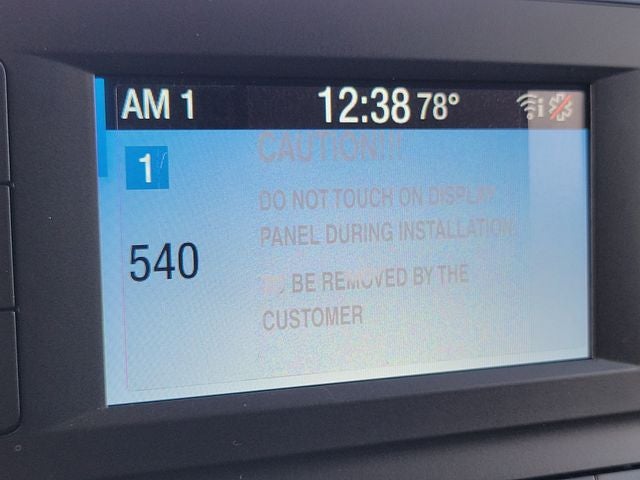 AM 1 12:38 78°
1
CAUTION!!!
DO NOT TOUCH ON DISPLAY
PANEL DURING INSTALLATION
540
TO BE REMOVED BY THE
CUSTOMER